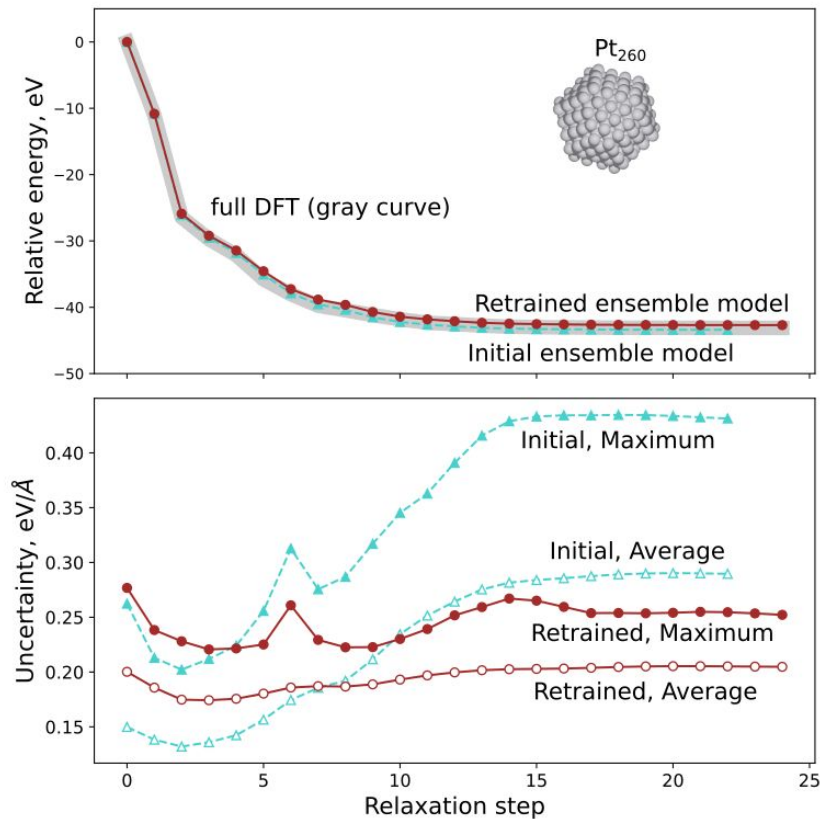 Relative energy, eV
0
−10
−20
−30
−40
−50
Pt₂₆₀
full DFT (gray curve)
Retrained ensemble model
Initial ensemble model
Uncertainty, eV/Å
0.40
0.35
0.30
0.25
0.20
0.15
Initial, Maximum
Initial, Average
Retrained, Maximum
Retrained, Average
0 5 10 15 20 25
Relaxation step